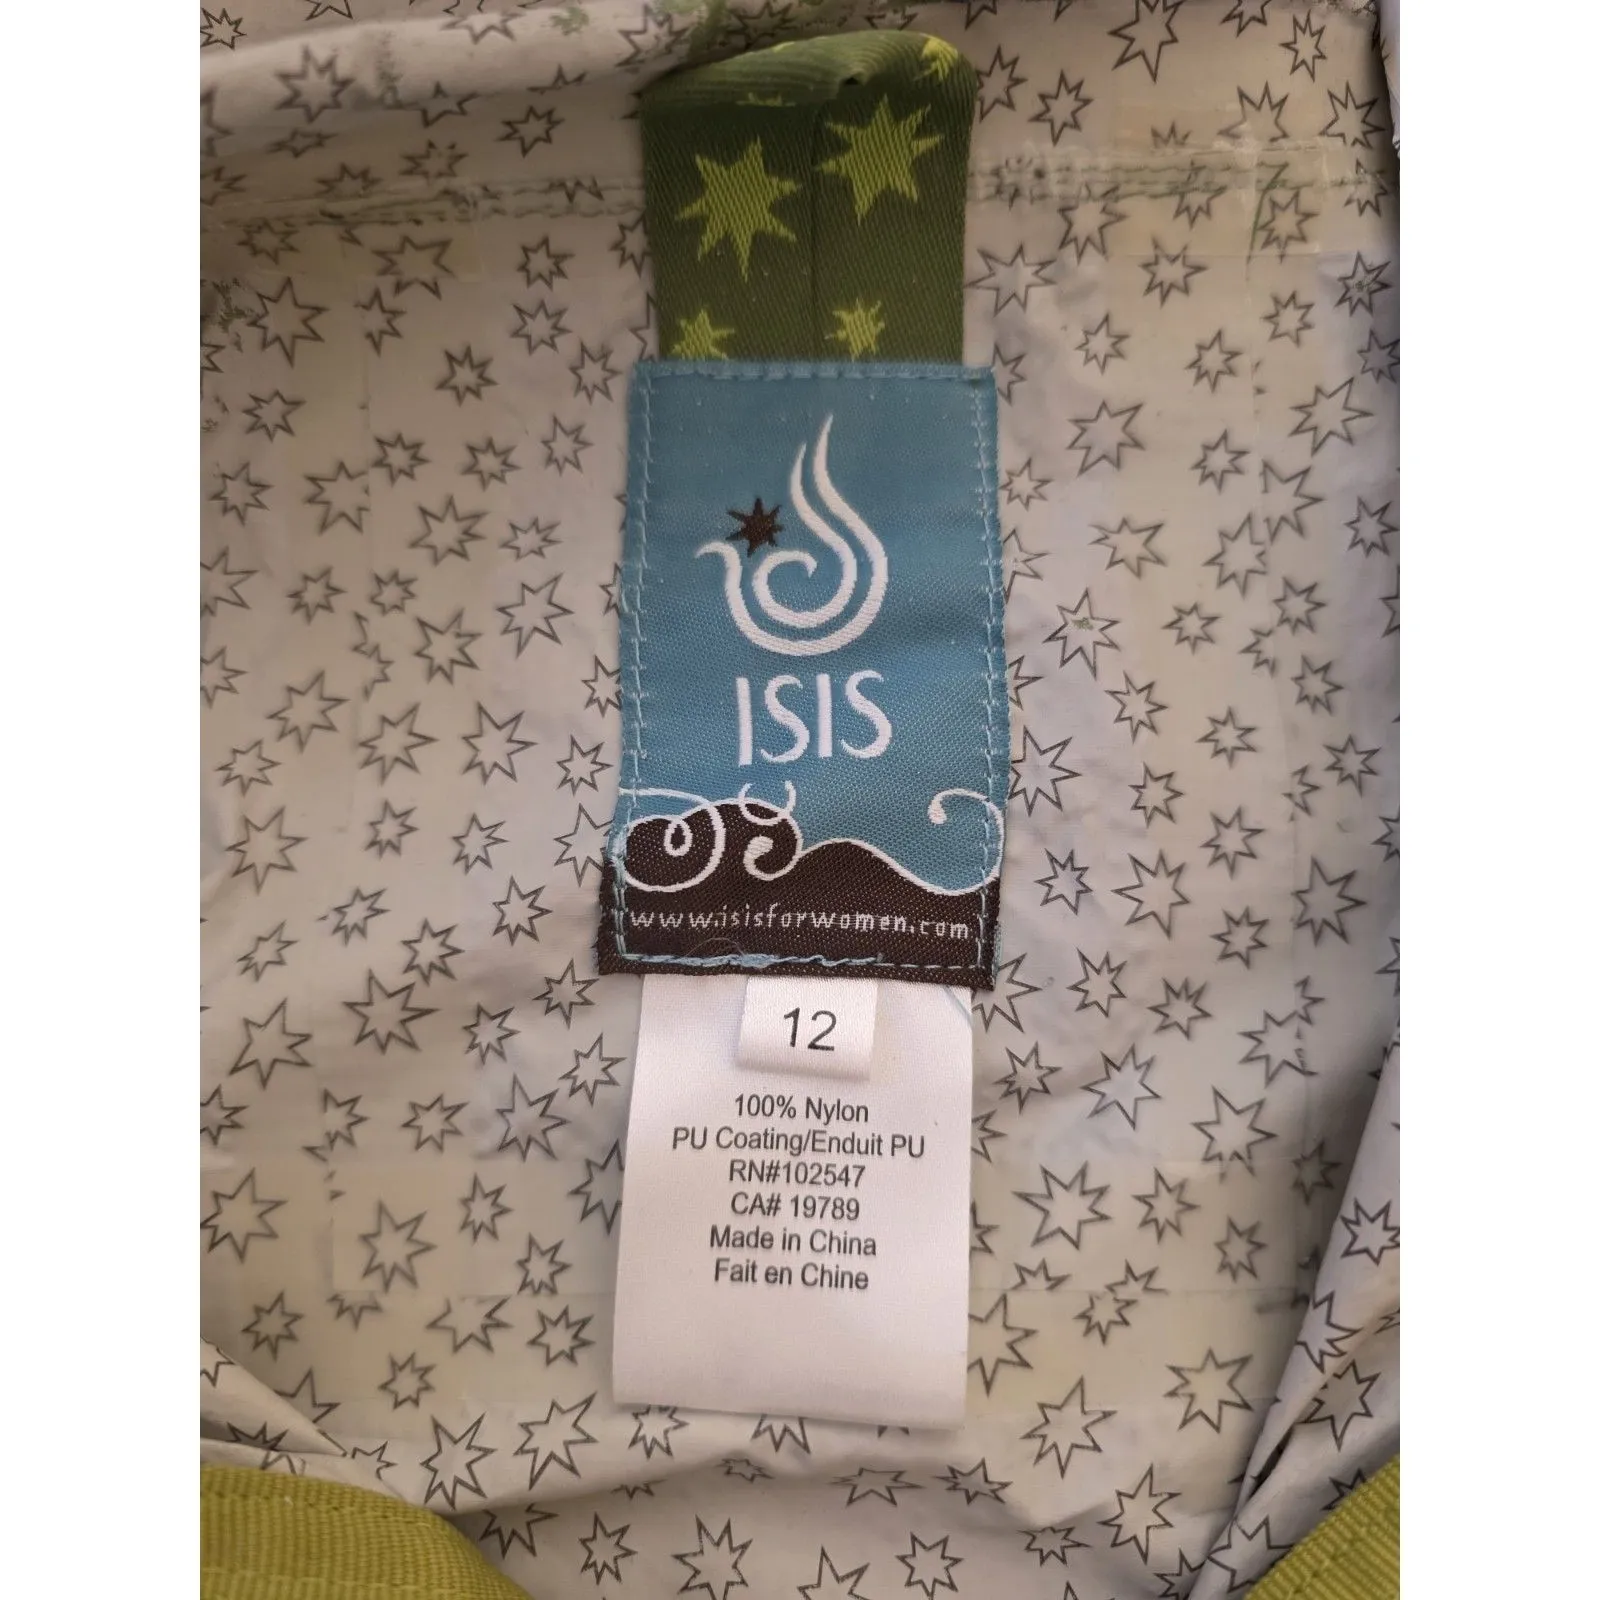 ISIS
www.isisforwomen.com
12
100% Nylon
PU Coating/Enduit PU
RN#102547
CA# 19789
Made in China
Fait en Chine